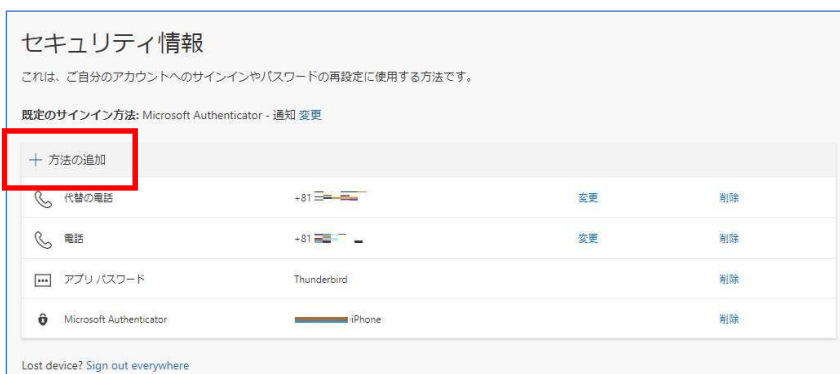 セキュリティ情報
これは、ご自分のアカウントへのサインインやパスワードの再設定に使用する方法です。
既定のサインイン方法: Microsoft Authenticator - 通知 変更
＋ 方法の追加
代替の電話 +81 変更 削除
電話 +81 変更 削除
アプリ パスワード Thunderbird 削除
Microsoft Authenticator iPhone 削除
Lost device? Sign out everywhere